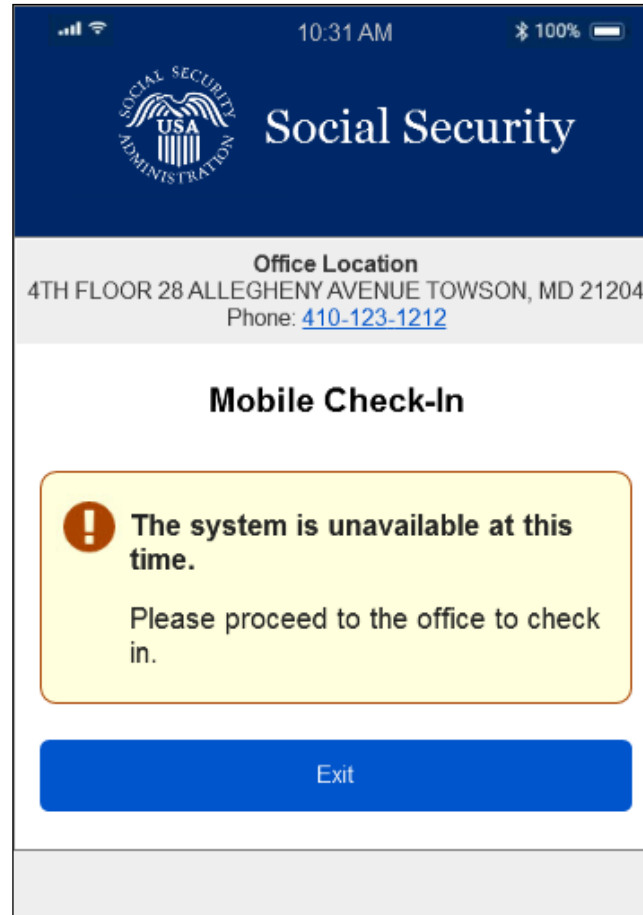 10:31 AM
100%
SOCIAL SECURITY ADMINISTRATION
USA
Social Security
Office Location
4TH FLOOR 28 ALLEGHENY AVENUE TOWSON, MD 21204
Phone: 410-123-1212
Mobile Check-In
The system is unavailable at this
time.
Please proceed to the office to check
in.
Exit